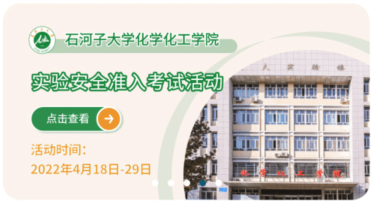 石河子大学化学化工学院
实验安全准入考试活动
点击查看
活动时间：
2022年4月18日-29日